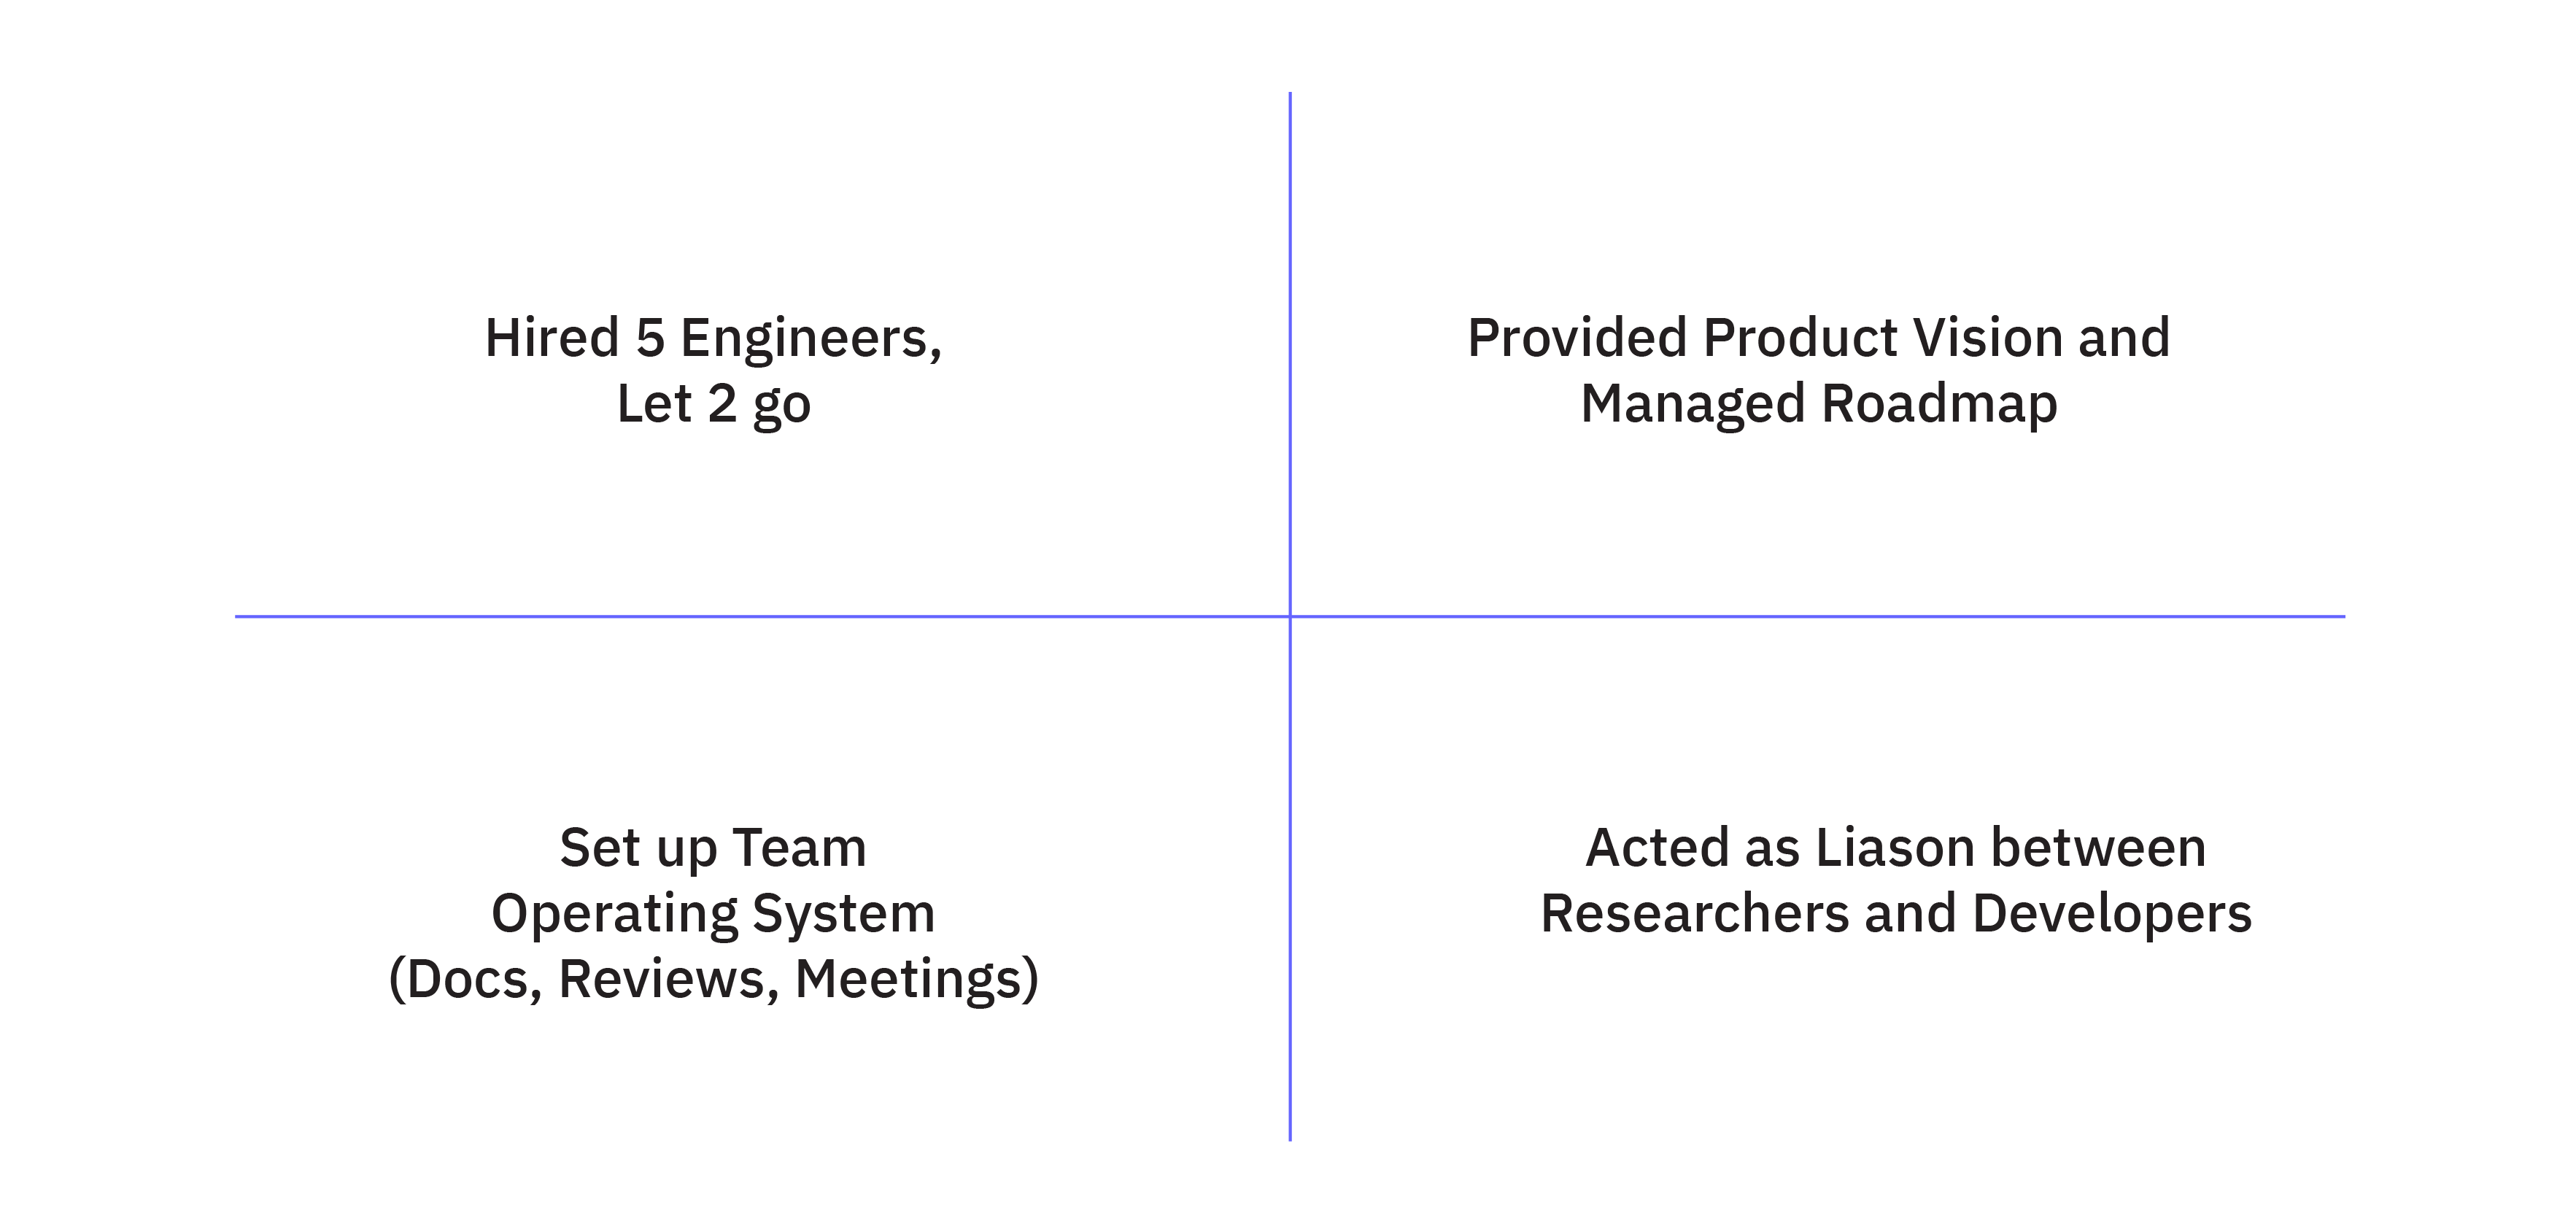 Hired 5 Engineers,
Let 2 go
Provided Product Vision and
Managed Roadmap
Set up Team
Operating System
(Docs, Reviews, Meetings)
Acted as Liason between
Researchers and Developers